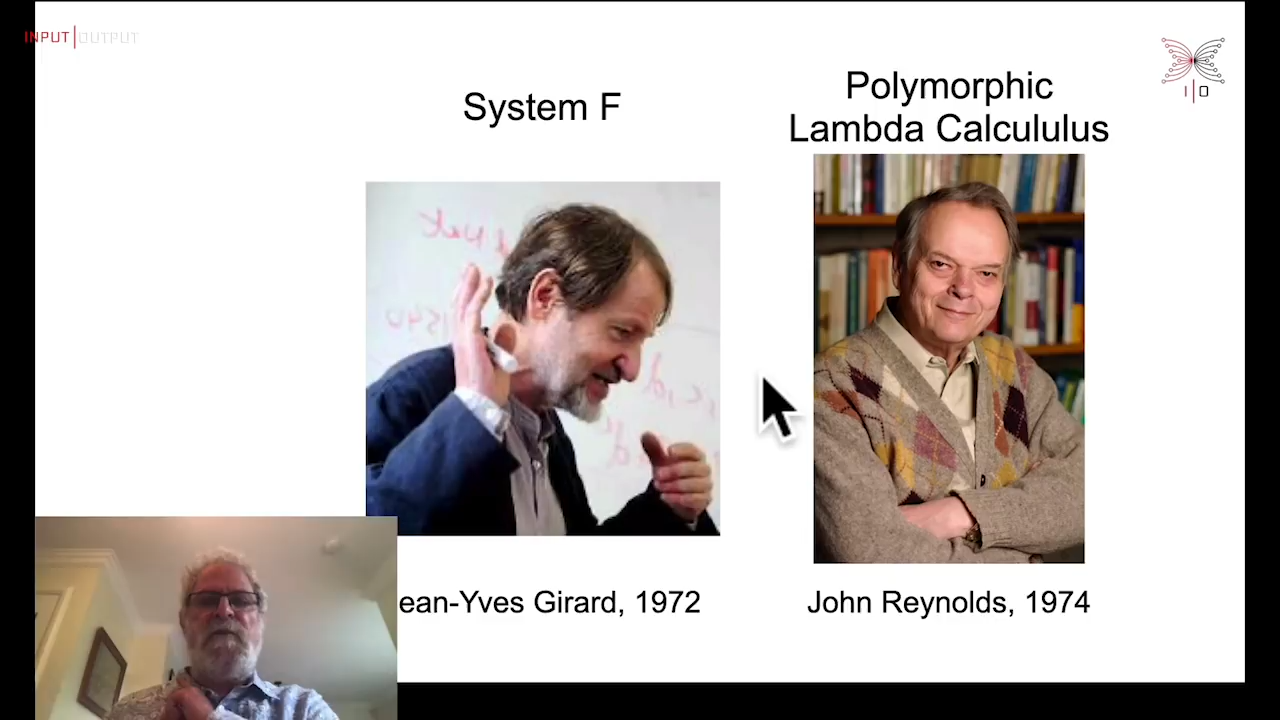 INPUT|OUTPUT
I|O
System F
Polymorphic
Lambda Calcululus
ean-Yves Girard, 1972
John Reynolds, 1974